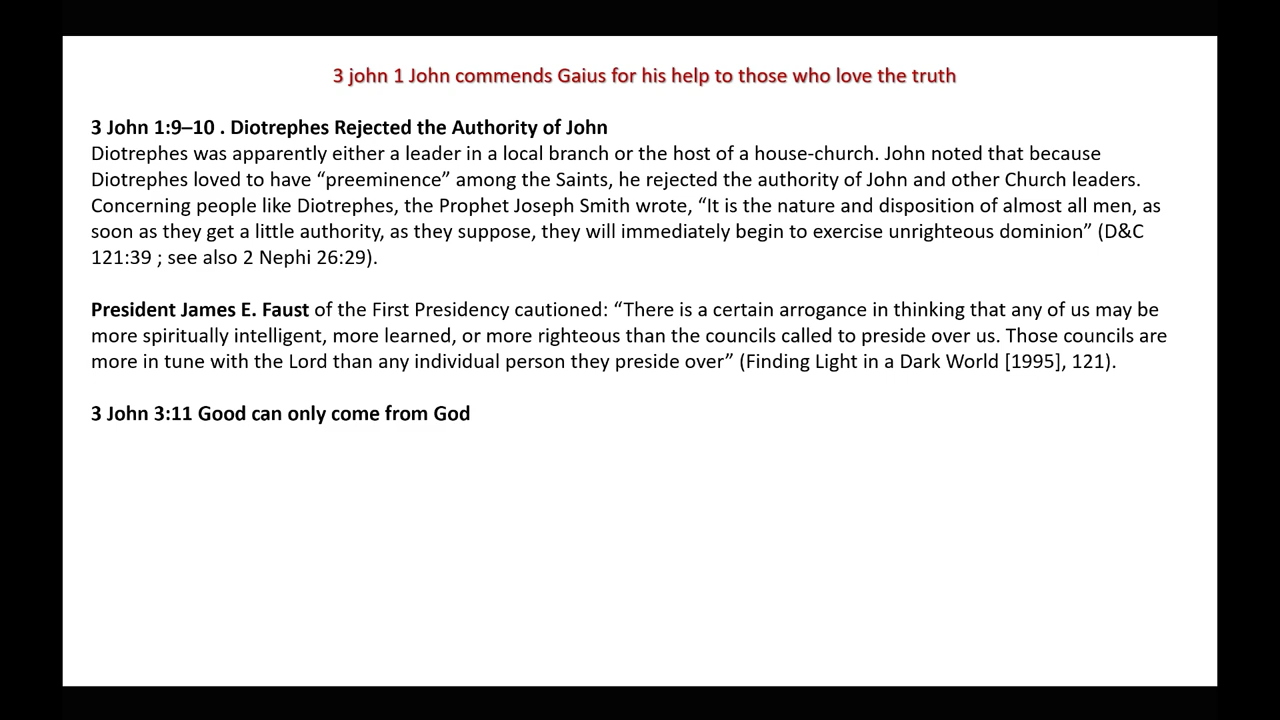 3 john 1 John commends Gaius for his help to those who love the truth
3 John 1:9–10 . Diotrephes Rejected the Authority of John
Diotrephes was apparently either a leader in a local branch or the host of a house-church. John noted that because
Diotrephes loved to have “preeminence” among the Saints, he rejected the authority of John and other Church leaders.
Concerning people like Diotrephes, the Prophet Joseph Smith wrote, “It is the nature and disposition of almost all men, as
soon as they get a little authority, as they suppose, they will immediately begin to exercise unrighteous dominion” (D&C
121:39 ; see also 2 Nephi 26:29).
President James E. Faust of the First Presidency cautioned: “There is a certain arrogance in thinking that any of us may be
more spiritually intelligent, more learned, or more righteous than the councils called to preside over us. Those councils are
more in tune with the Lord than any individual person they preside over” (Finding Light in a Dark World [1995], 121).
3 John 3:11 Good can only come from God